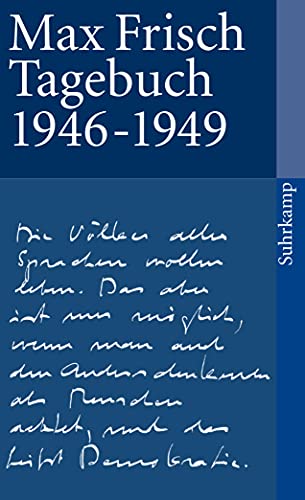 Max Frisch
Tagebuch
1946-1949
Suhrkamp
Die Völker aller
Sprachen wollen
leben. Das aber
ist nur möglich,
wenn man auch
den Andersdenkenden
als Menschen
achtet, und das
heißt Demokratie.